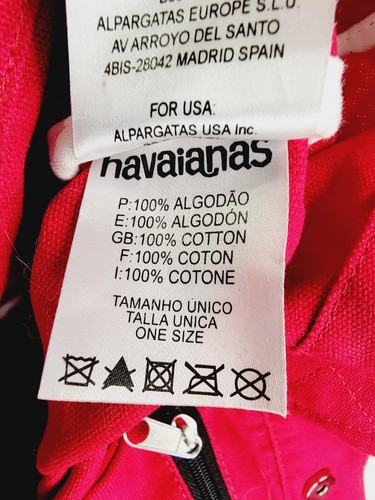 ALPARGATAS EUROPE S.L.U.
AV ARROYO DEL SANTO
4BIS-28042 MADRID SPAIN
FOR USA:
ALPARGATAS USA Inc.
havaianas
P:100% ALGODÃO
E:100% ALGODÓN
GB:100% COTTON
F:100% COTON
I:100% COTONE
TAMANHO ÚNICO
TALLA UNICA
ONE SIZE